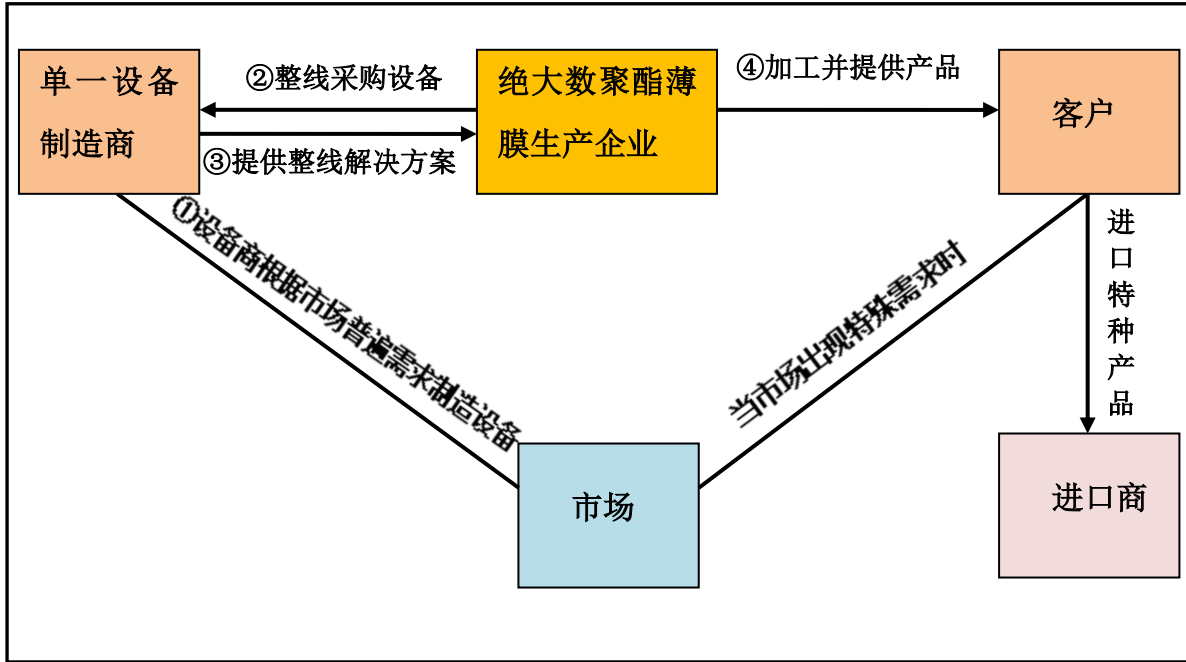 单一设备
制造商
②整线采购设备
③提供整线解决方案
绝大数聚酯薄
膜生产企业
④加工并提供产品
客户
①设备商根据市场普遍需求制造设备
当市场出现特殊需求时
进口特种产品
市场
进口商